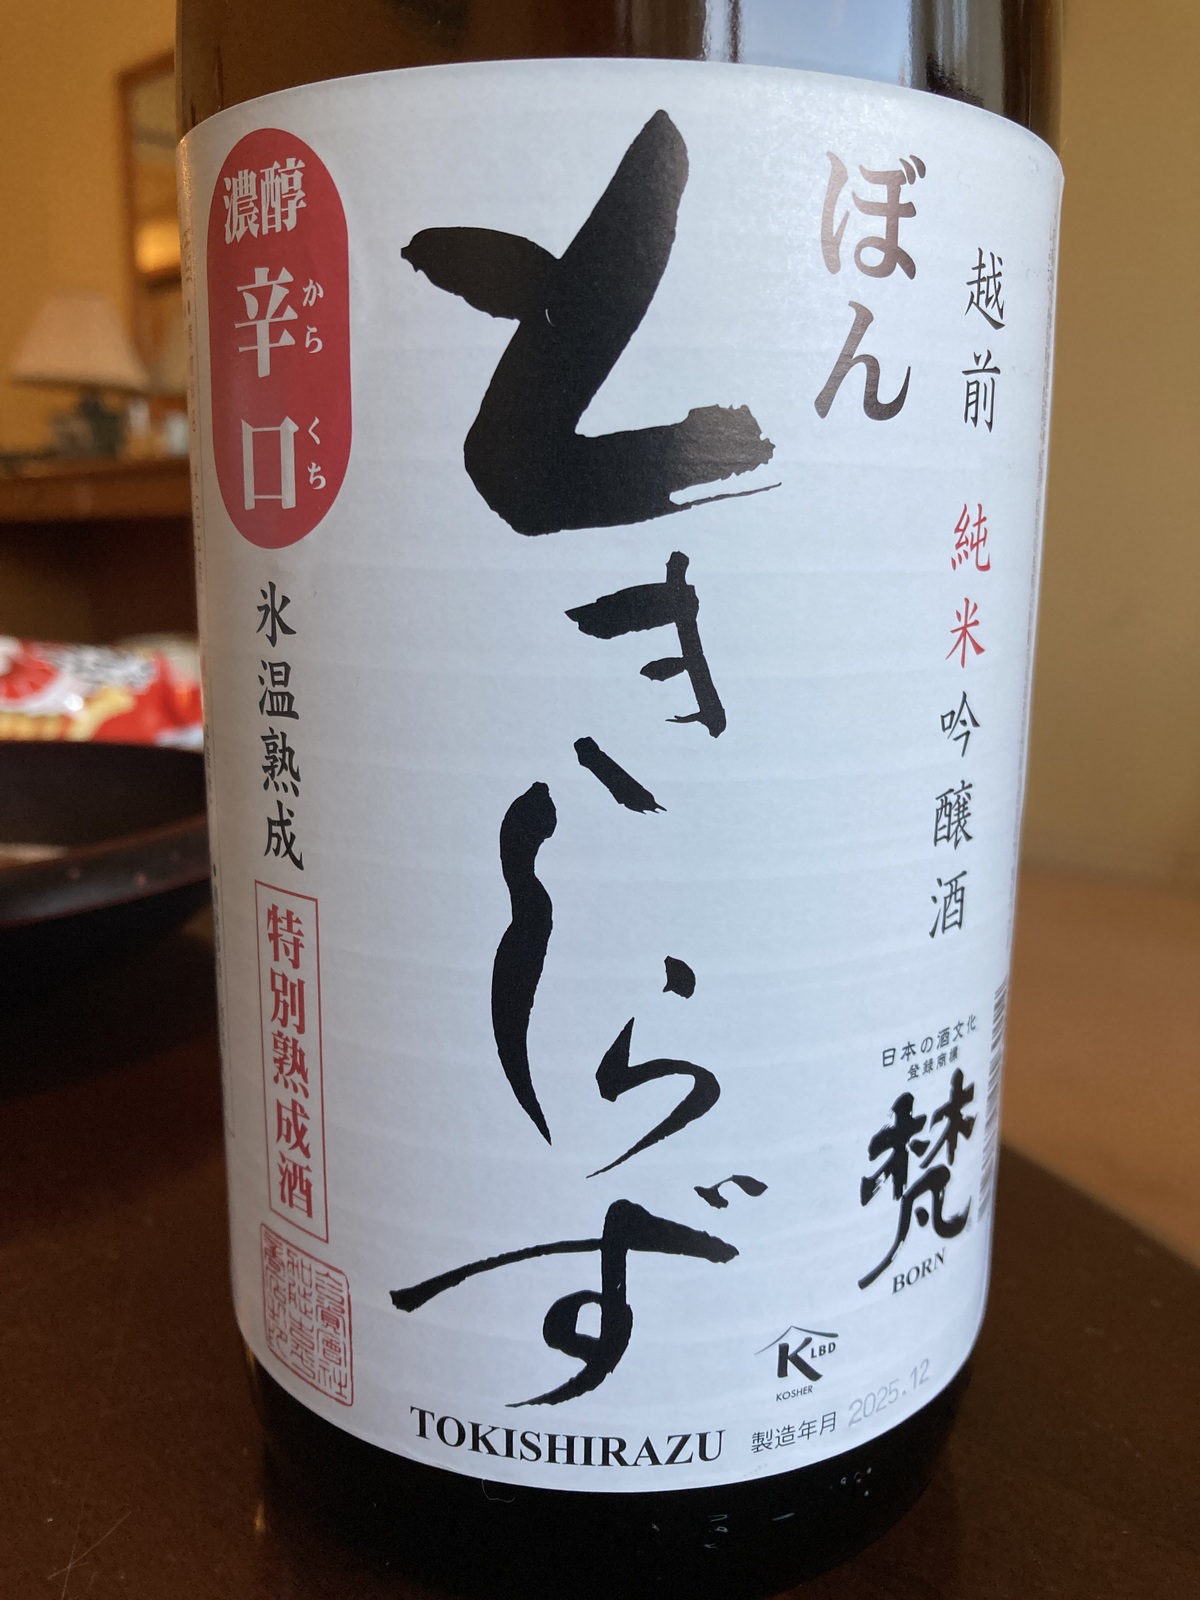 越前 純米吟醸酒
ぼん
ときしらず
濃醇
辛口
からくち
氷温熟成
特別熟成酒
日本の酒文化
登録商標
梵
BORN
K LBD
KOSHER
TOKISHIRAZU
製造年月 2025.12